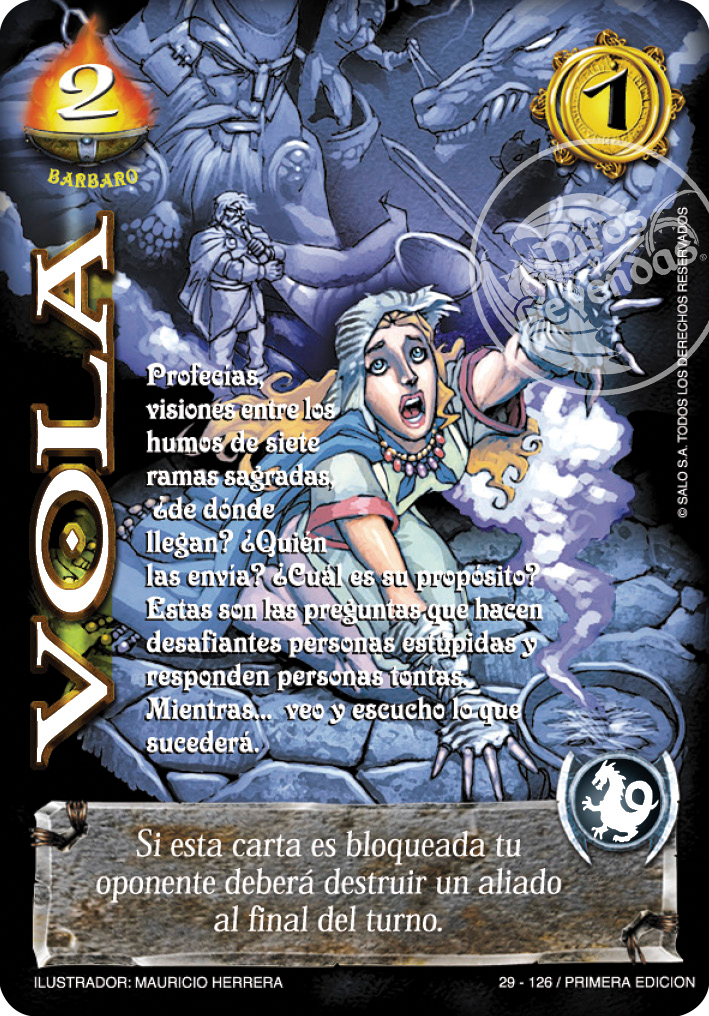 2
BARBARO
1
VOLA
Mitos
Leyendas
®
© SALO S.A. TODOS LOS DERECHOS RESERVADOS
Profecias,
visiones entre los
humos de siete
ramas sagradas,
¿de dónde
llegan? ¿Quién
las envía? ¿Cuál es su proposito?
Estas son las preguntas que hacen
desafiantes personas estupidas y
responden personas tontas.
Mientras... veo y escucho lo que
sucederá.
Si esta carta es bloqueada tu
oponente deberá destruir un aliado
al final del turno.
ILUSTRADOR: MAURICIO HERRERA
29 - 126 / PRIMERA EDICION